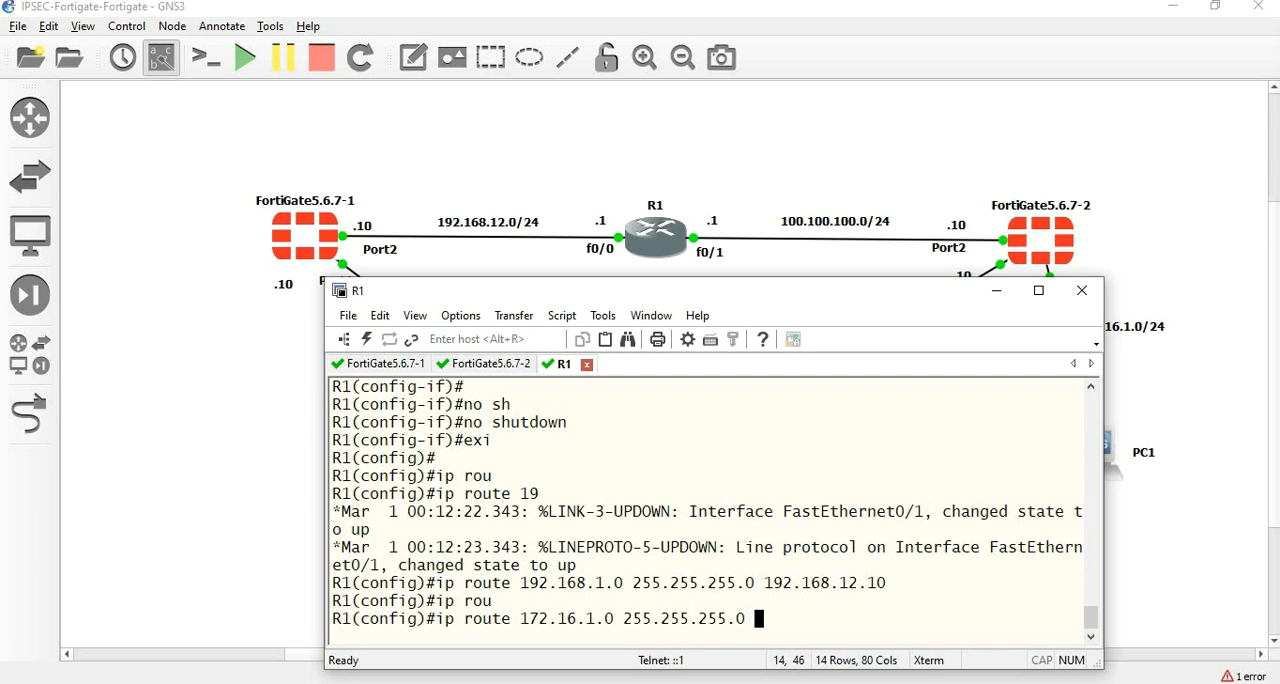 IPSEC-Fortigate-Fortigate - GNS3
File Edit View Control Node Annotate Tools Help
FortiGate5.6.7-1
R1
FortiGate5.6.7-2
.10 192.168.12.0/24 .1 .1 100.100.100.0/24 .10
Port2 f0/0 f0/1 Port2
.10
R1
File Edit View Options Transfer Script Tools Window Help
16.1.0/24
Enter host <Alt+R>
FortiGate5.6.7-1 FortiGate5.6.7-2 R1
R1(config-if)#
R1(config-if)#no sh
R1(config-if)#no shutdown
R1(config-if)#exi
R1(config)#
PC1
R1(config)#ip rou
R1(config)#ip route 19
*Mar  1 00:12:22.343: %LINK-3-UPDOWN: Interface FastEthernet0/1, changed state t
o up
*Mar  1 00:12:23.343: %LINEPROTO-5-UPDOWN: Line protocol on Interface FastEthern
et0/1, changed state to up
R1(config)#ip route 192.168.1.0 255.255.255.0 192.168.12.10
R1(config)#ip rou
R1(config)#ip route 172.16.1.0 255.255.255.0
Ready Telnet: ::1 14, 46 14 Rows, 80 Cols Xterm CAP NUM
1 error